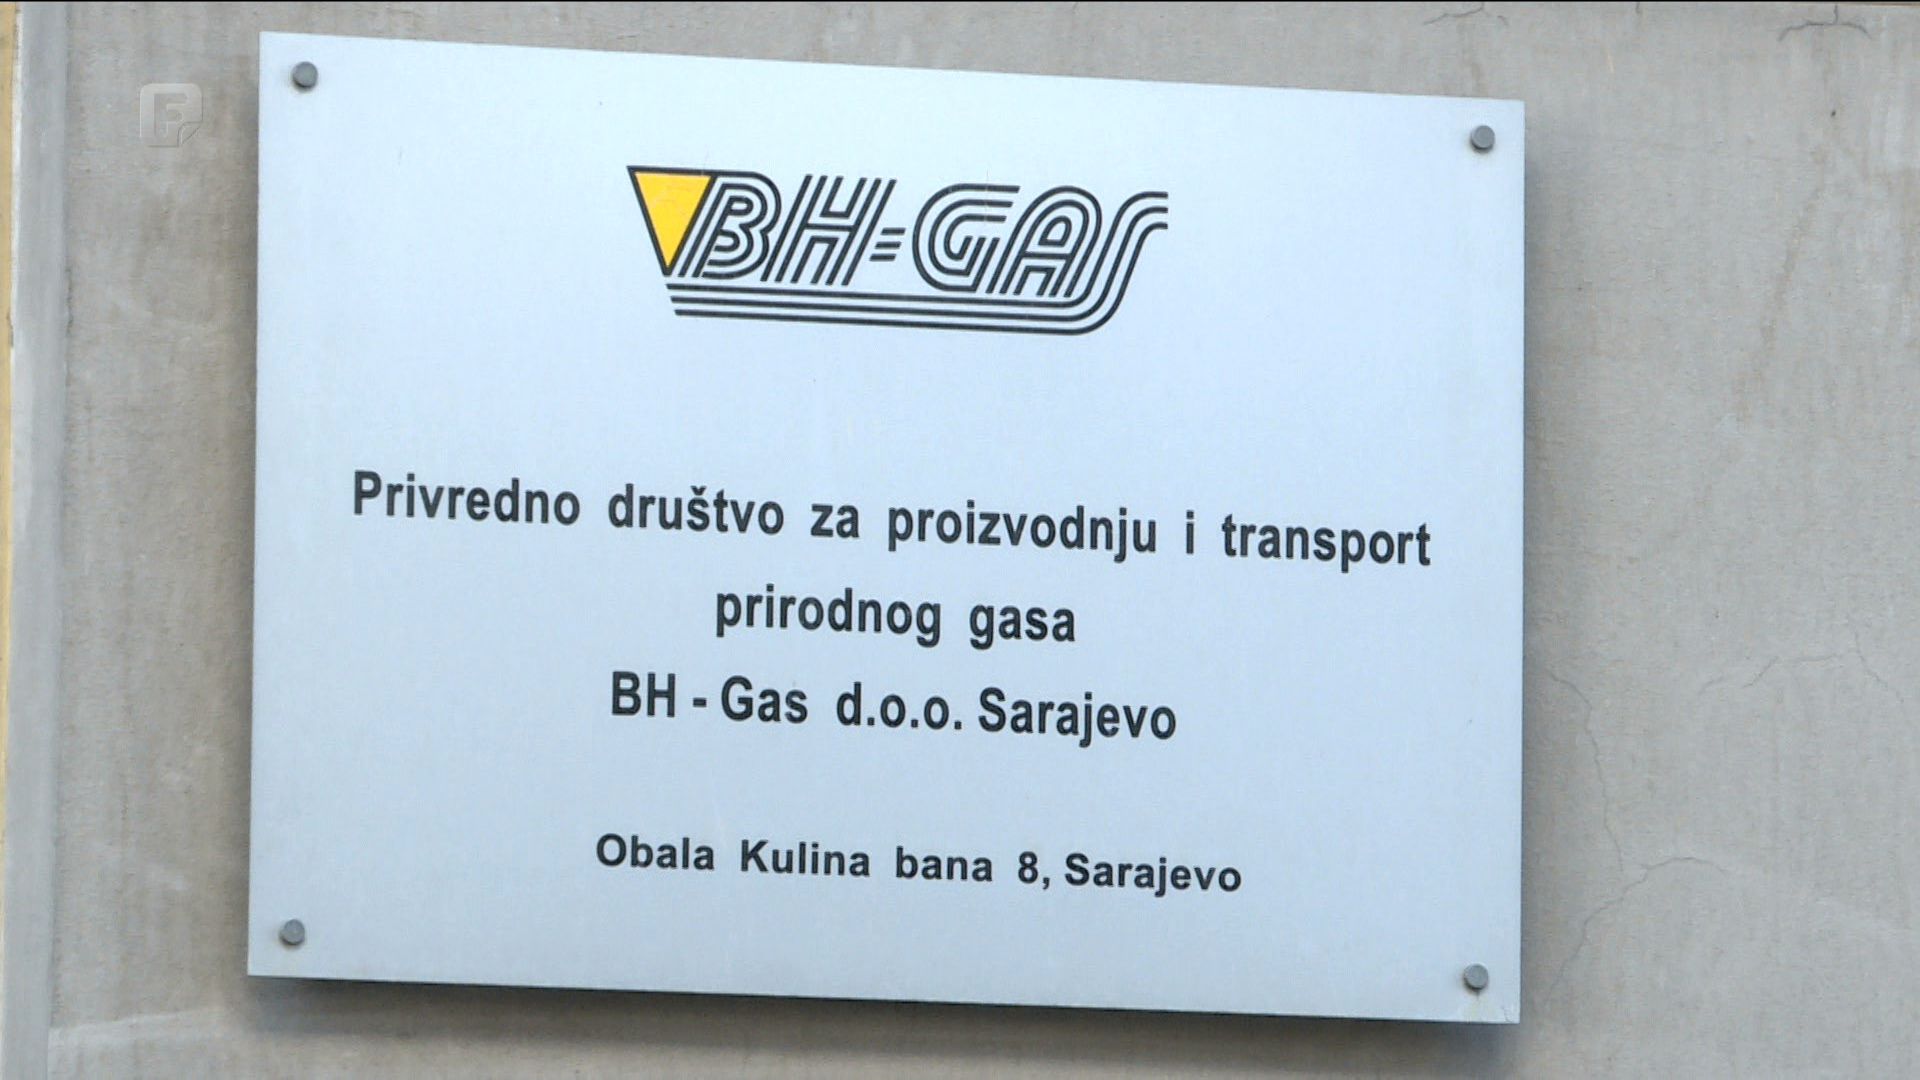 F
BH-GAS
Privredno društvo za proizvodnju i transport
prirodnog gasa
BH - Gas d.o.o. Sarajevo
Obala Kulina bana 8, Sarajevo